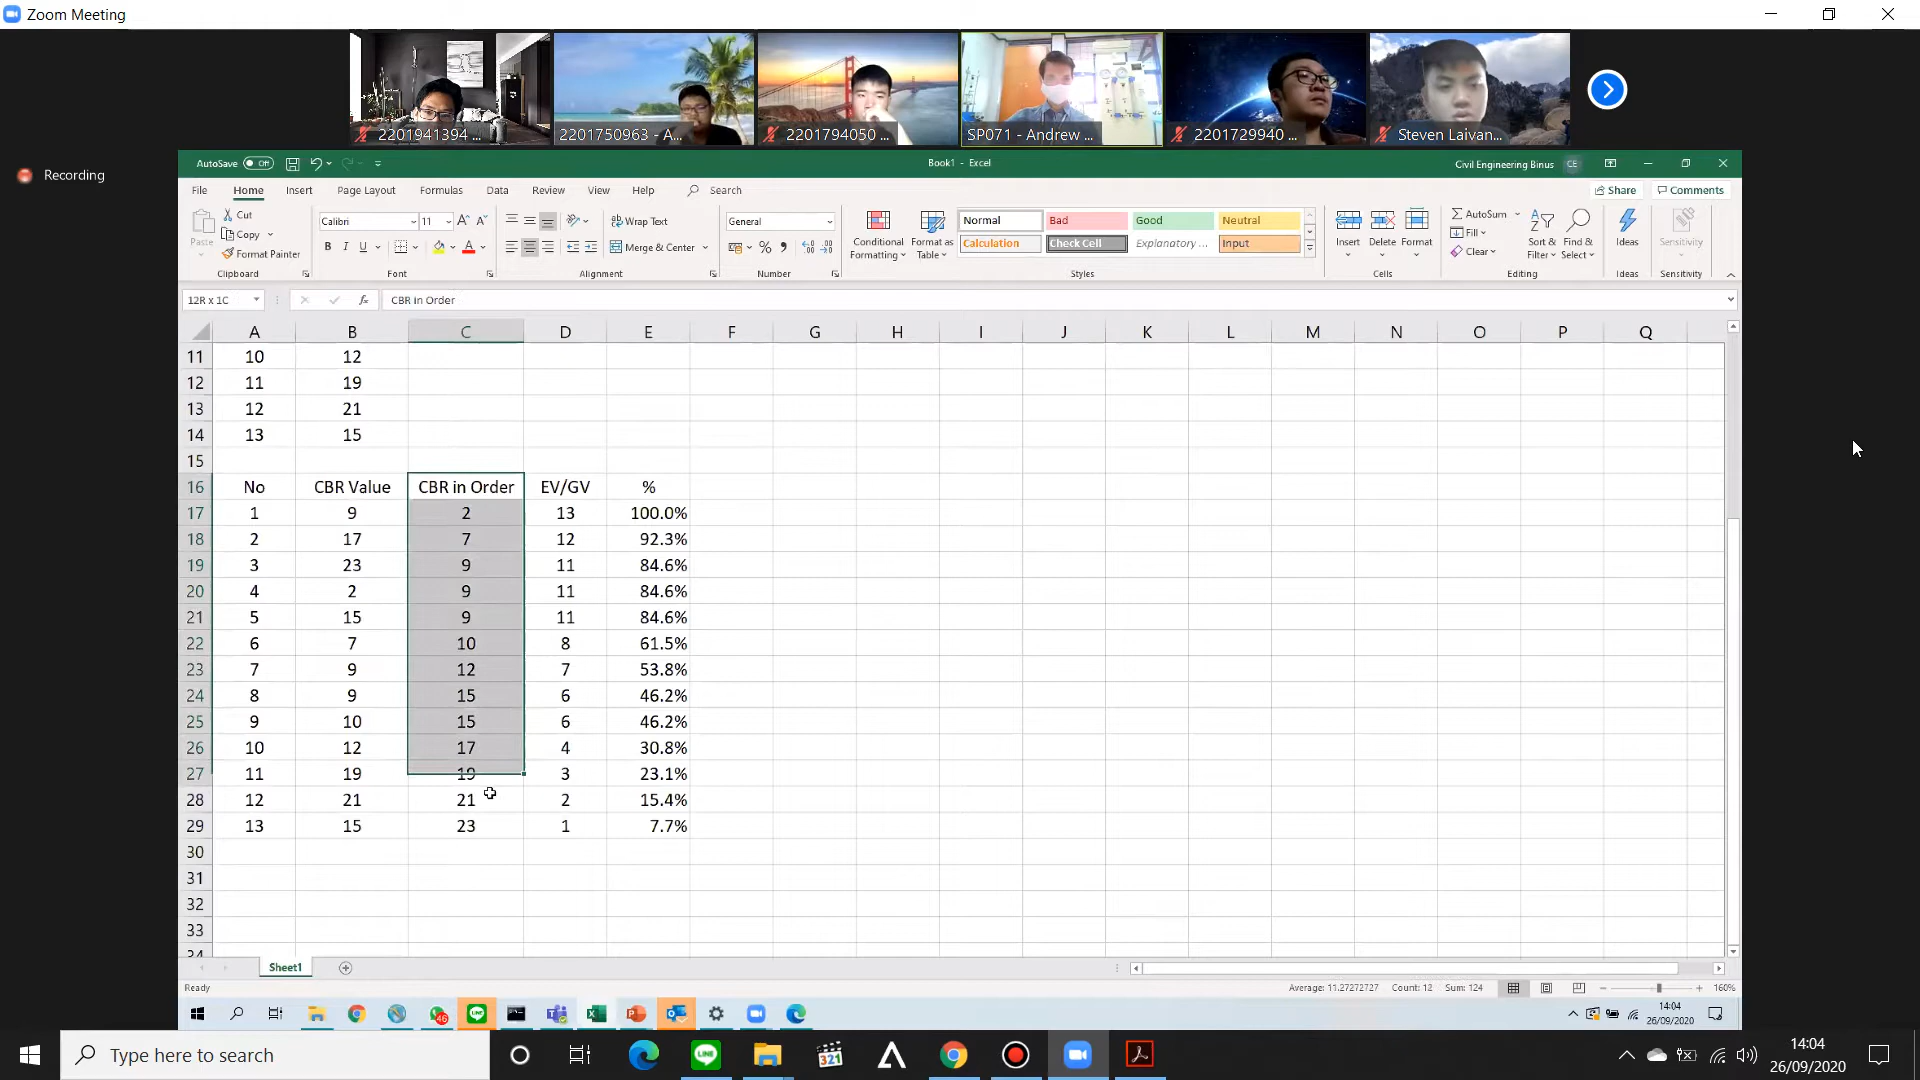 Zoom Meeting
2201941394 ...
2201750963 - A...
2201794050 ...
SP071 - Andrew ...
2201729940 ...
Steven Laivan...
Recording
AutoSave Off
Book1 - Excel
Civil Engineering Binus CE
File Home Insert Page Layout Formulas Data Review View Help Search
Share Comments
Paste
Cut
Copy
Format Painter
Clipboard
Calibri 11
B I U
Font
Wrap Text
Merge & Center
Alignment
General
Number
Conditional Formatting
Format as Table
Normal Bad Good Neutral
Calculation Check Cell Explanatory ... Input
Styles
Insert Delete Format
Cells
AutoSum
Fill
Clear
Sort & Filter
Find & Select
Editing
Ideas
Ideas
Sensitivity
Sensitivity
12R x 1C fx CBR in Order
A B C D E F G H I J K L M N O P Q
11 10 12
12 11 19
13 12 21
14 13 15
15
16 No CBR Value CBR in Order EV/GV %
17 1 9 2 13 100.0%
18 2 17 7 12 92.3%
19 3 23 9 11 84.6%
20 4 2 9 11 84.6%
21 5 15 9 11 84.6%
22 6 7 10 8 61.5%
23 7 9 12 7 53.8%
24 8 9 15 6 46.2%
25 9 10 15 6 46.2%
26 10 12 17 4 30.8%
27 11 19 19 3 23.1%
28 12 21 21 2 15.4%
29 13 15 23 1 7.7%
30
31
32
33
34
Sheet1
Ready
Average: 11.27272727 Count: 12 Sum: 124
160%
46
14:04
26/09/2020
Type here to search
321
14:04
26/09/2020